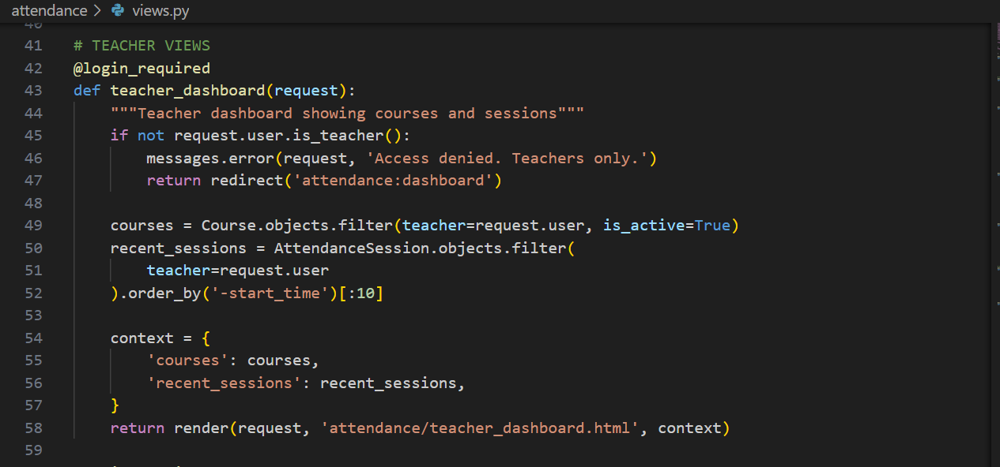 attendance > views.py
40
41 # TEACHER VIEWS
42 @login_required
43 def teacher_dashboard(request):
44     """Teacher dashboard showing courses and sessions"""
45     if not request.user.is_teacher():
46         messages.error(request, 'Access denied. Teachers only.')
47         return redirect('attendance:dashboard')
48
49     courses = Course.objects.filter(teacher=request.user, is_active=True)
50     recent_sessions = AttendanceSession.objects.filter(
51         teacher=request.user
52     ).order_by('-start_time')[:10]
53
54     context = {
55         'courses': courses,
56         'recent_sessions': recent_sessions,
57     }
58     return render(request, 'attendance/teacher_dashboard.html', context)
59